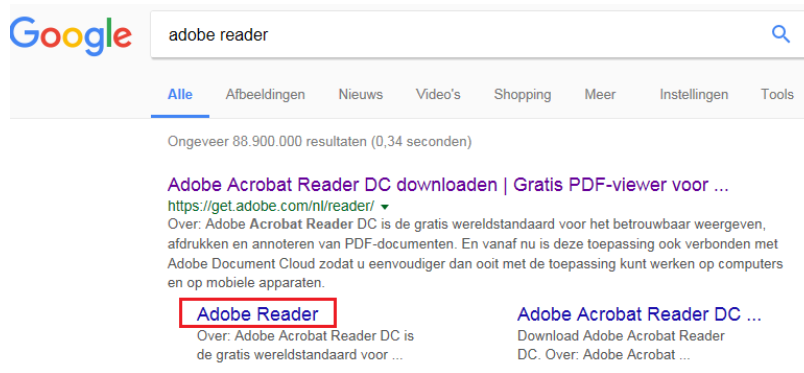 Google
adobe reader
Alle Afbeeldingen Nieuws Video's Shopping Meer Instellingen Tools
Ongeveer 88.900.000 resultaten (0,34 seconden)
Adobe Acrobat Reader DC downloaden | Gratis PDF-viewer voor ...
https://get.adobe.com/nl/reader/
Over: Adobe Acrobat Reader DC is de gratis wereldstandaard voor het betrouwbaar weergeven,
afdrukken en annoteren van PDF-documenten. En vanaf nu is deze toepassing ook verbonden met
Adobe Document Cloud zodat u eenvoudiger dan ooit met de toepassing kunt werken op computers
en op mobiele apparaten.
Adobe Reader
Over: Adobe Acrobat Reader DC is
de gratis wereldstandaard voor ...
Adobe Acrobat Reader DC ...
Download Adobe Acrobat Reader
DC. Over: Adobe Acrobat ...